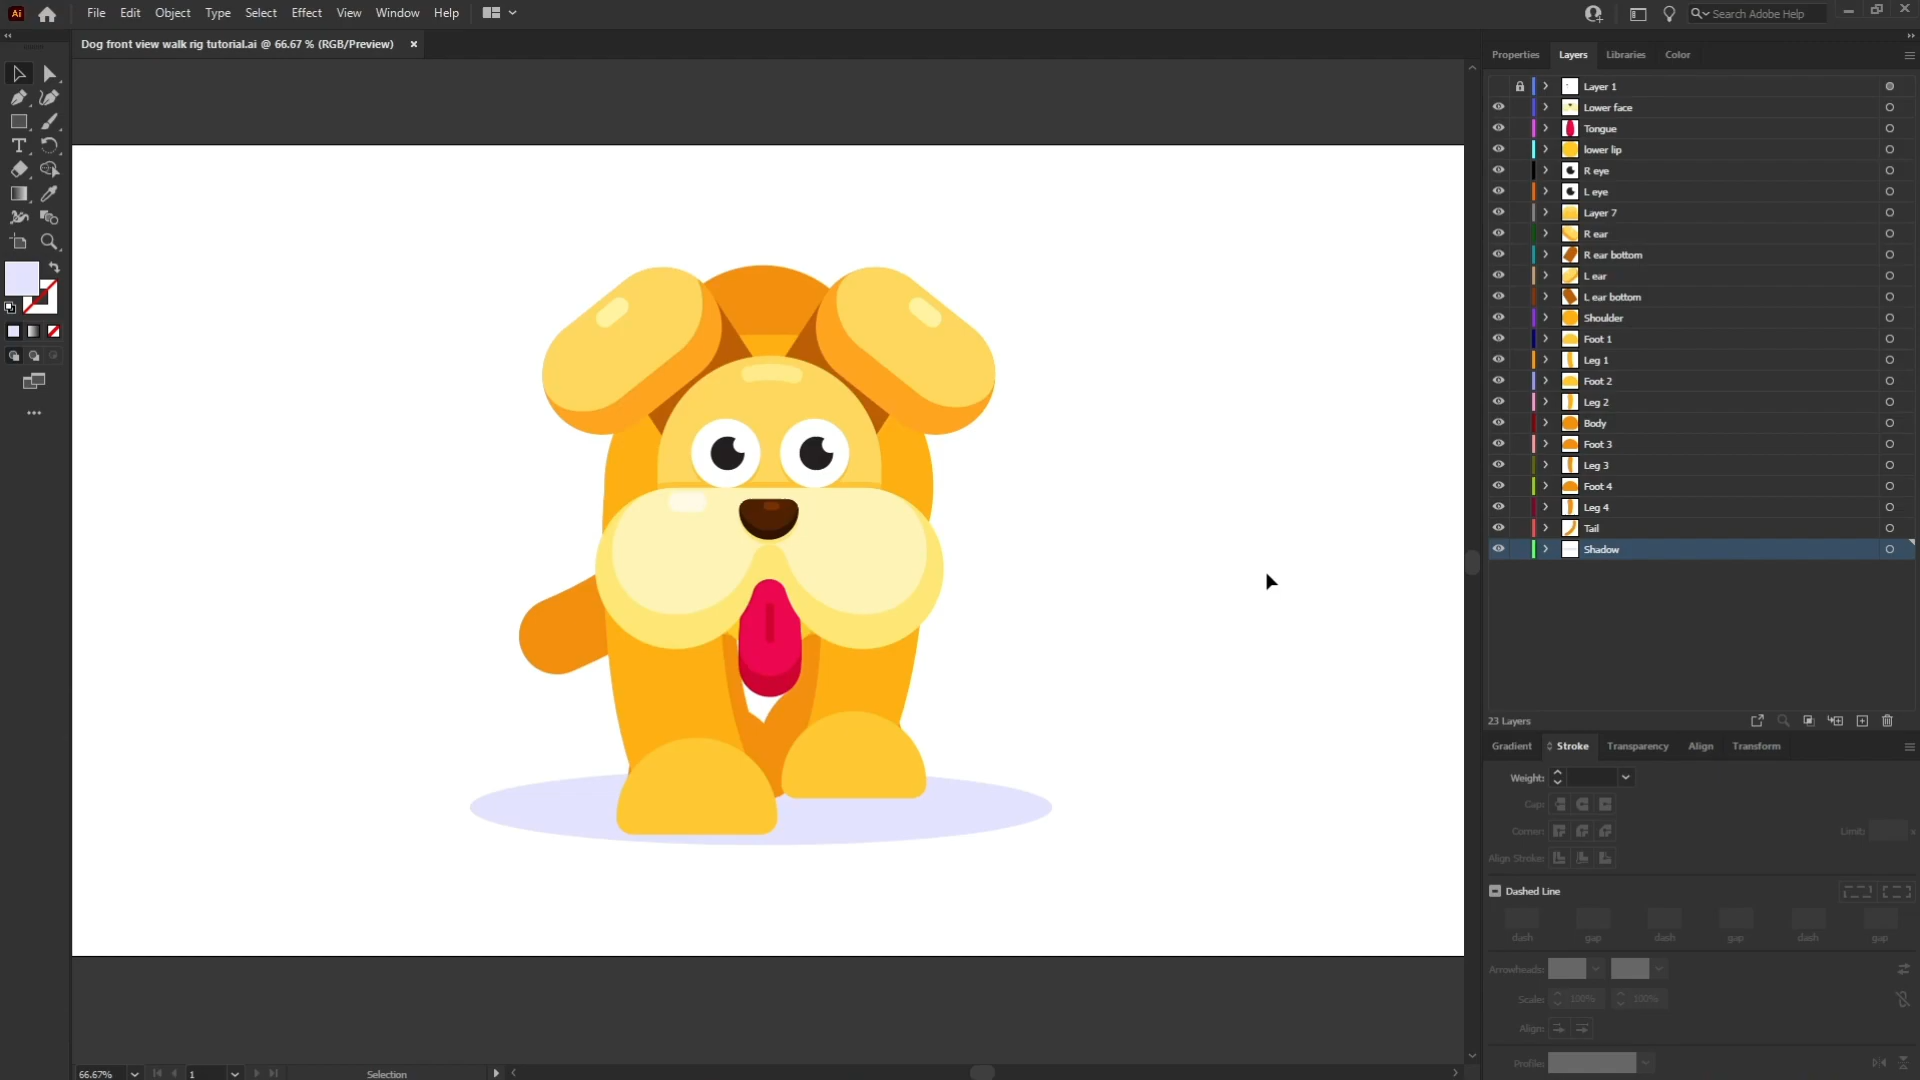 Ai File Edit Object Type Select Effect View Window Help Search Adobe Help
Dog front view walk rig tutorial.ai @ 66.67 % (RGB/Preview)
Properties Layers Libraries Color
Layer 1
Lower face
Tongue
lower lip
R eye
L eye
Layer 7
R ear
R ear bottom
L ear
L ear bottom
Shoulder
Foot 1
Leg 1
Foot 2
Leg 2
Body
Foot 3
Leg 3
Foot 4
Leg 4
Tail
Shadow
23 Layers
Gradient Stroke Transparency Align Transform
Weight:
Cap:
Corner: Limit: x
Align Stroke:
Dashed Line
dash gap dash gap dash gap
Arrowheads:
Scale: 100% 100%
Align:
Profile:
66.67% 1 Selection